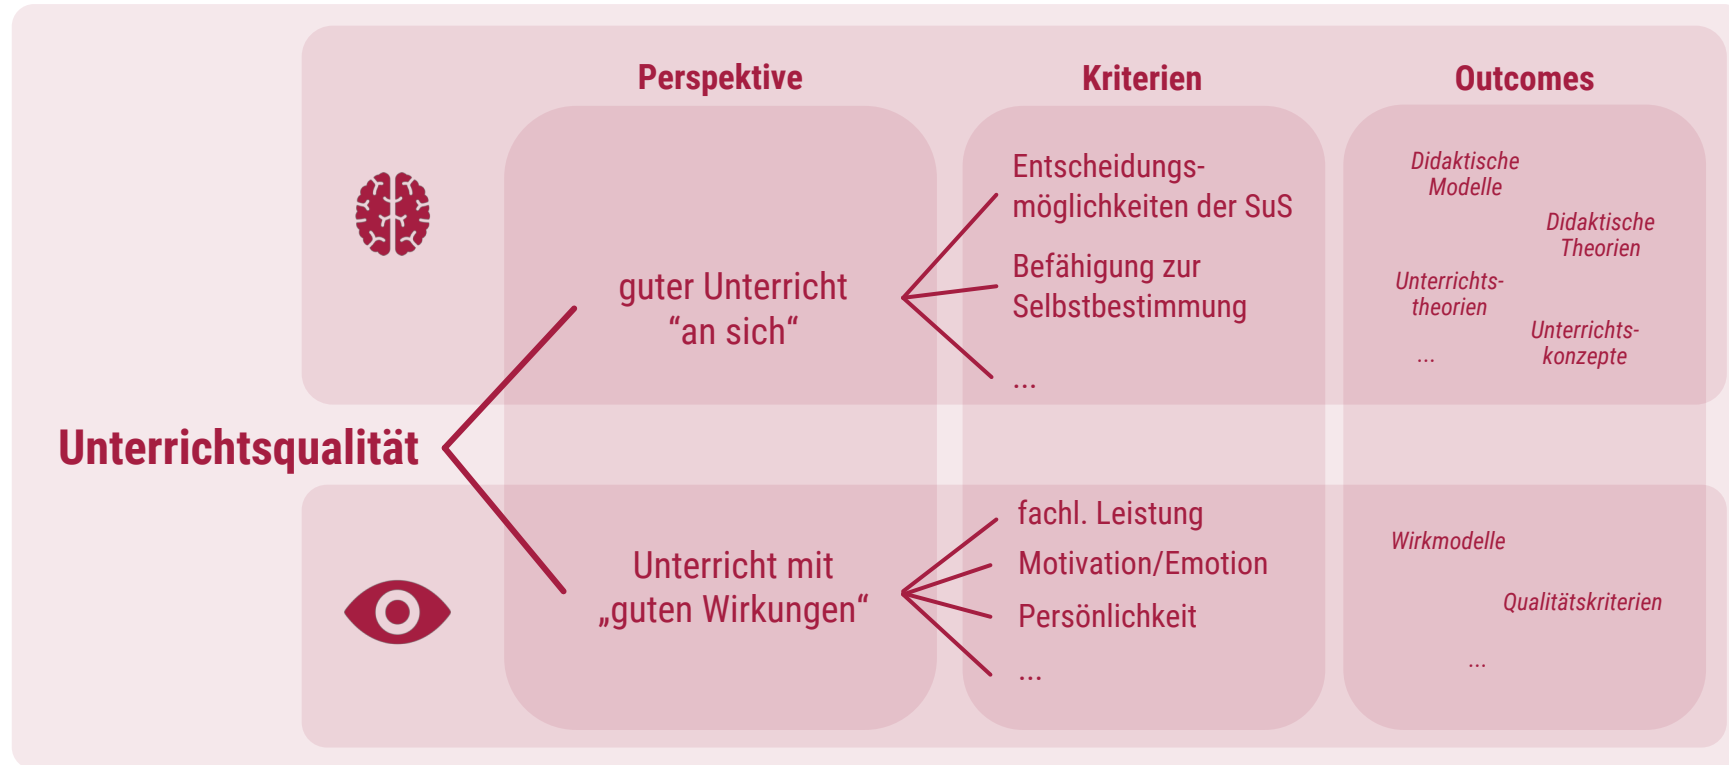 Perspektive
Kriterien
Outcomes
Unterrichtsqualität
guter Unterricht
“an sich“
Entscheidungs-
möglichkeiten der SuS
Befähigung zur
Selbstbestimmung
...
Didaktische
Modelle
Didaktische
Theorien
Unterrichts-
theorien
Unterrichts-
konzepte
...
Unterricht mit
„guten Wirkungen“
fachl. Leistung
Motivation/Emotion
Persönlichkeit
...
Wirkmodelle
Qualitätskriterien
...